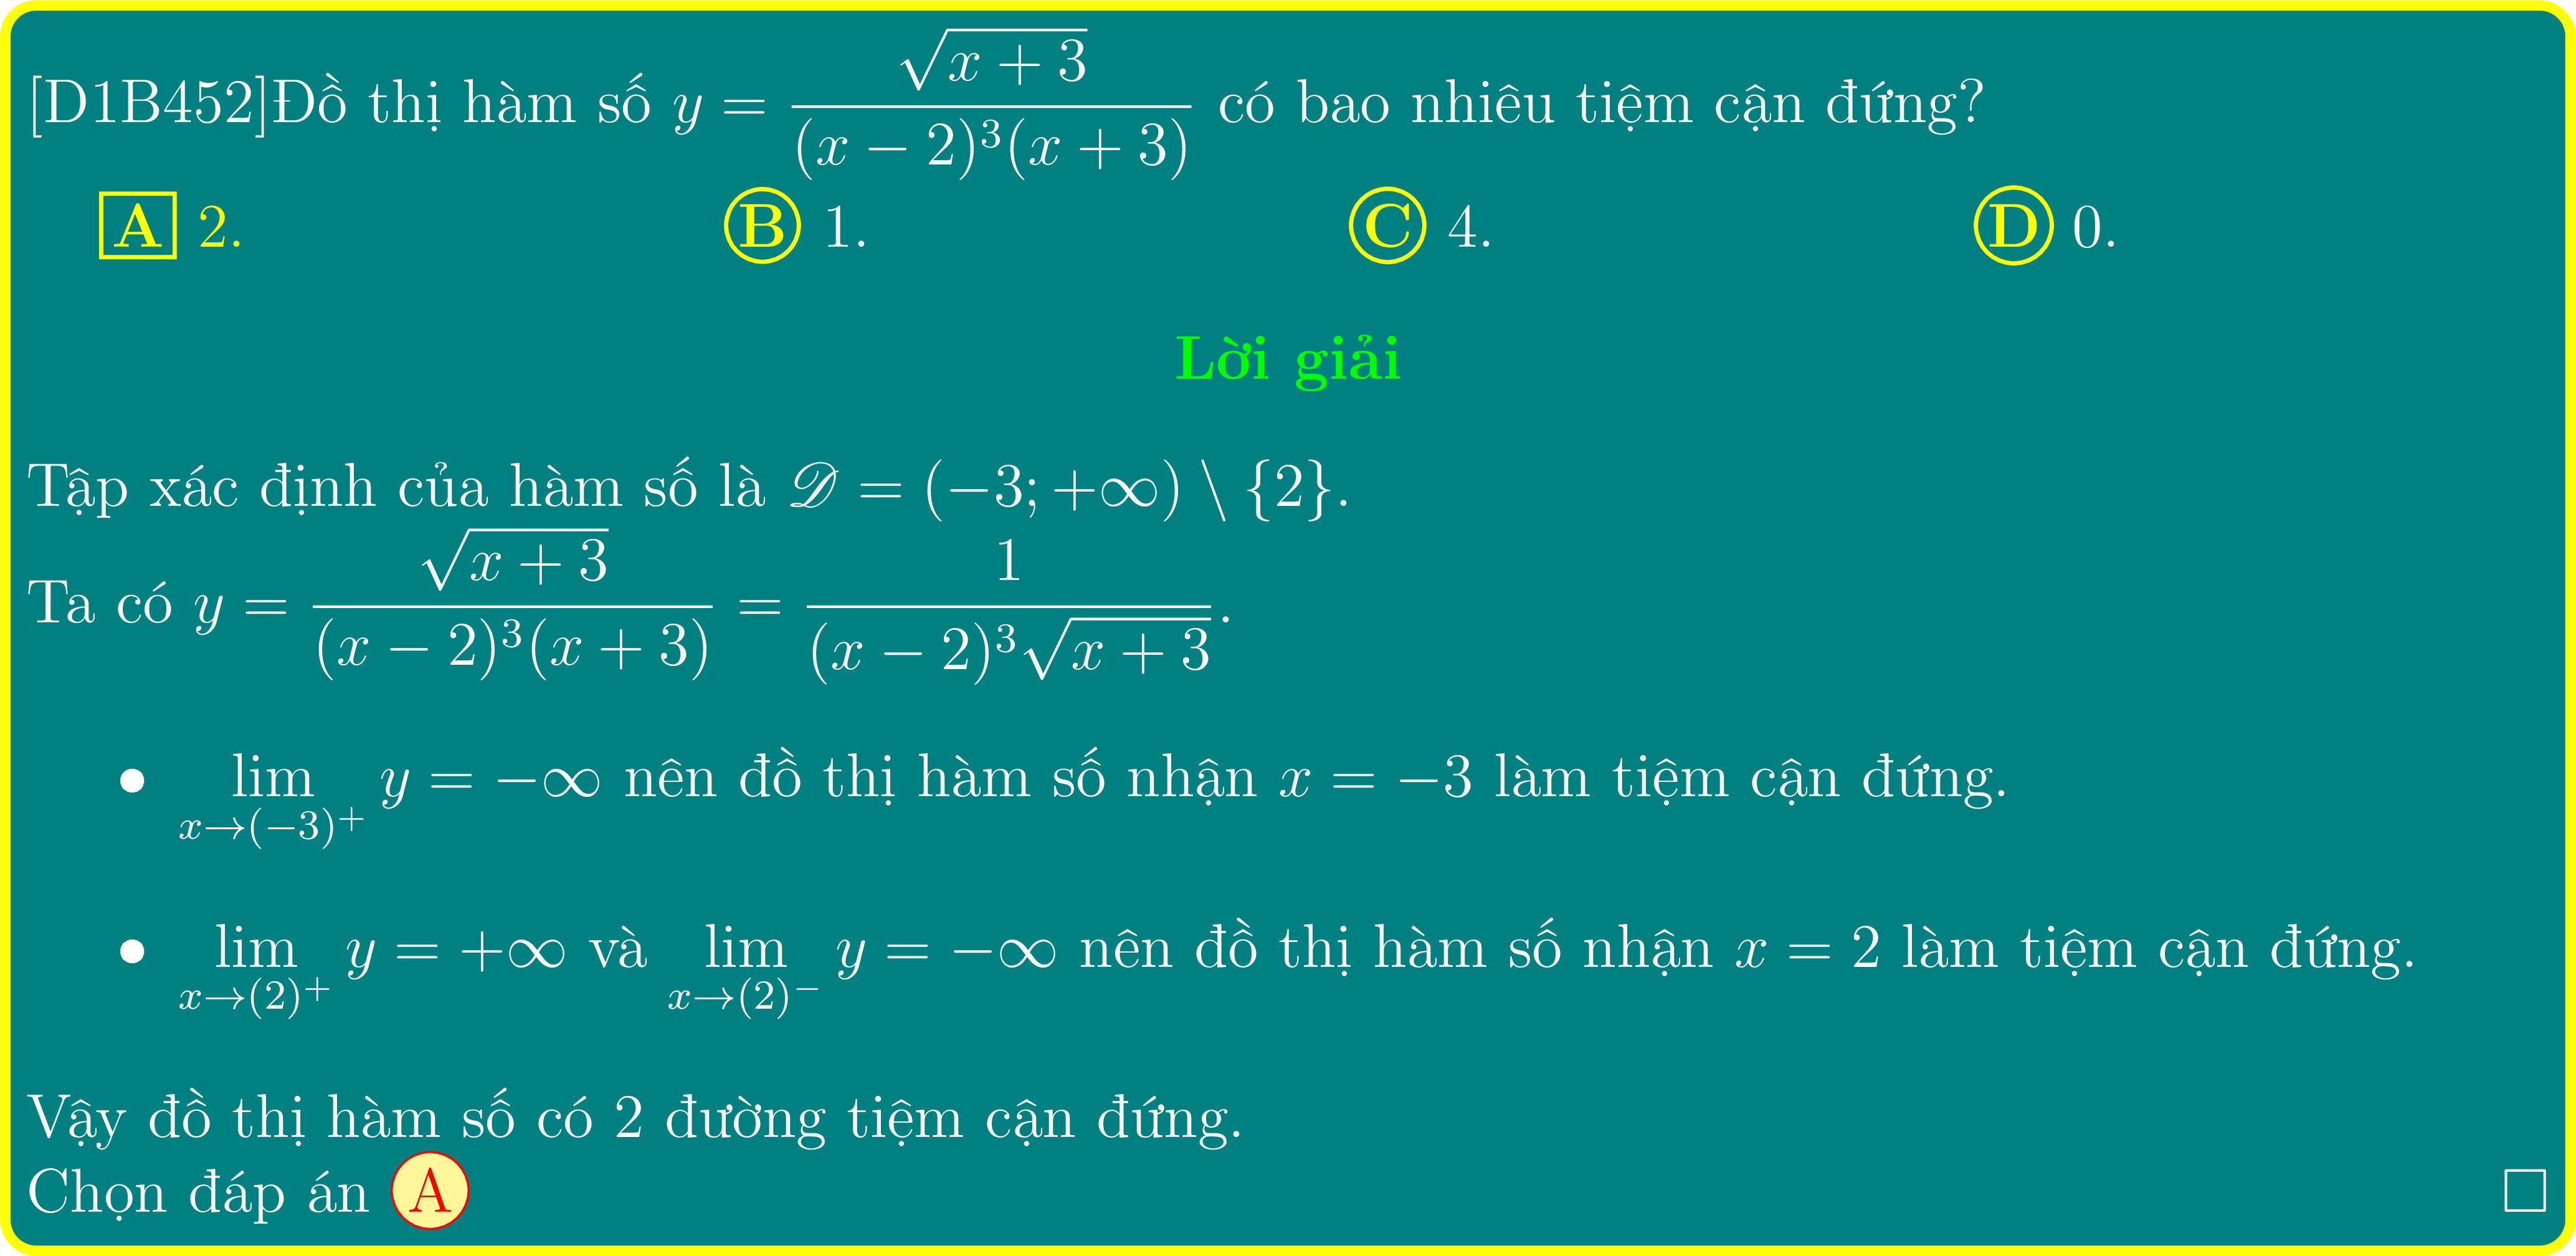 [D1B452]Đồ thị hàm số $y = \dfrac{\sqrt{x+3}}{(x-2)^3(x+3)}$ có bao nhiêu tiệm cận đứng?
A 2. B 1. C 4. D 0.
Lời giải
Tập xác định của hàm số là $\mathscr{D} = (-3;+\infty) \setminus \{2\}$.
Ta có $y = \dfrac{\sqrt{x+3}}{(x-2)^3(x+3)} = \dfrac{1}{(x-2)^3\sqrt{x+3}}$.
• $\lim\limits_{x \to (-3)^+} y = -\infty$ nên đồ thị hàm số nhận $x = -3$ làm tiệm cận đứng.
• $\lim\limits_{x \to (2)^+} y = +\infty$ và $\lim\limits_{x \to (2)^-} y = -\infty$ nên đồ thị hàm số nhận $x = 2$ làm tiệm cận đứng.
Vậy đồ thị hàm số có 2 đường tiệm cận đứng.
Chọn đáp án A □